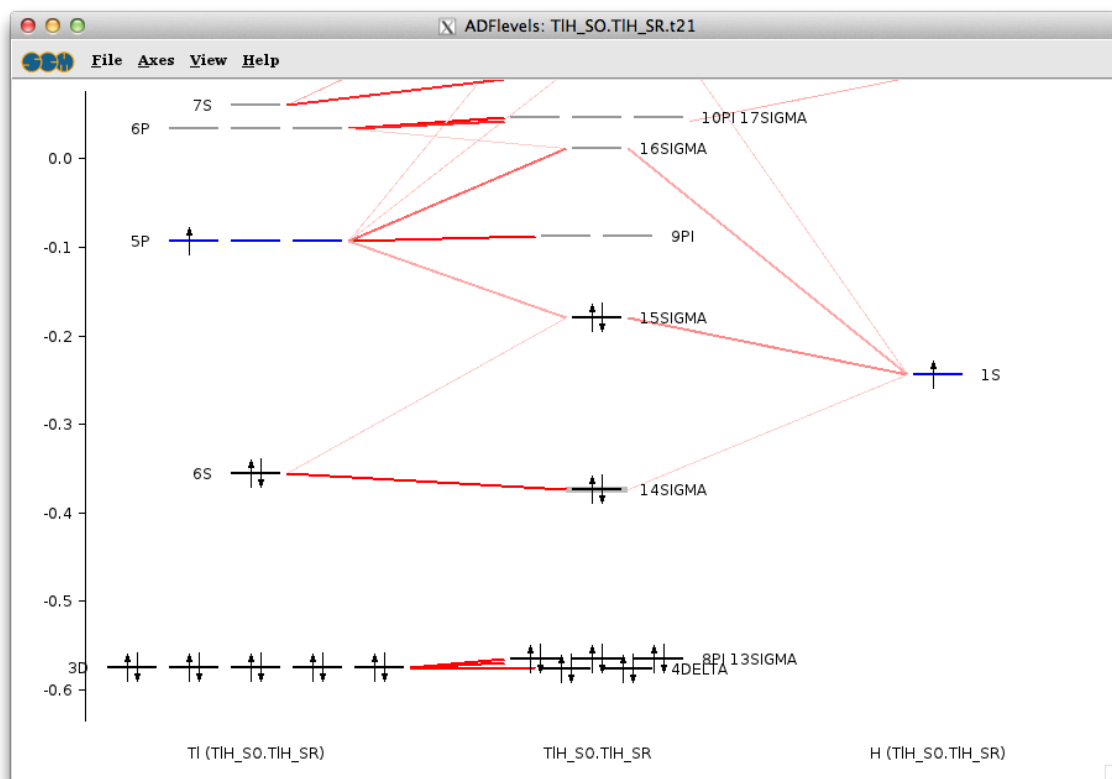 ADFlevels: TlH_SO.TlH_SR.t21
SCM File Axes View Help
7S
6P
10PI 17SIGMA
0.0
16SIGMA
-0.1
5P
9PI
15SIGMA
-0.2
1S
-0.3
6S
14SIGMA
-0.4
-0.5
8PI 13SIGMA
3D
4DELTA
-0.6
Tl (TlH_SO.TlH_SR)
TlH_SO.TlH_SR
H (TlH_SO.TlH_SR)